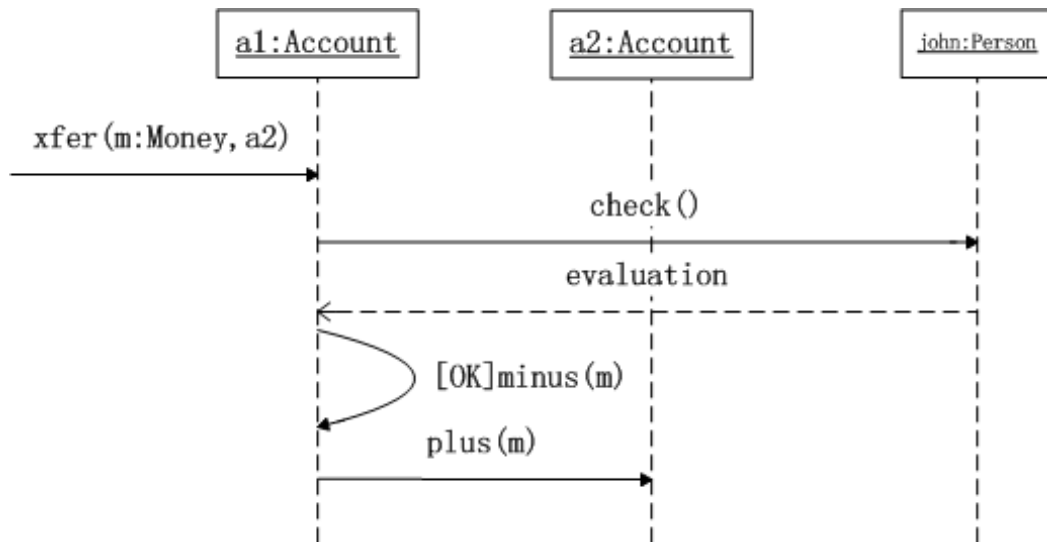 a1:Account
a2:Account
john:Person
xfer(m:Money,a2)
check()
evaluation
[OK]minus(m)
plus(m)